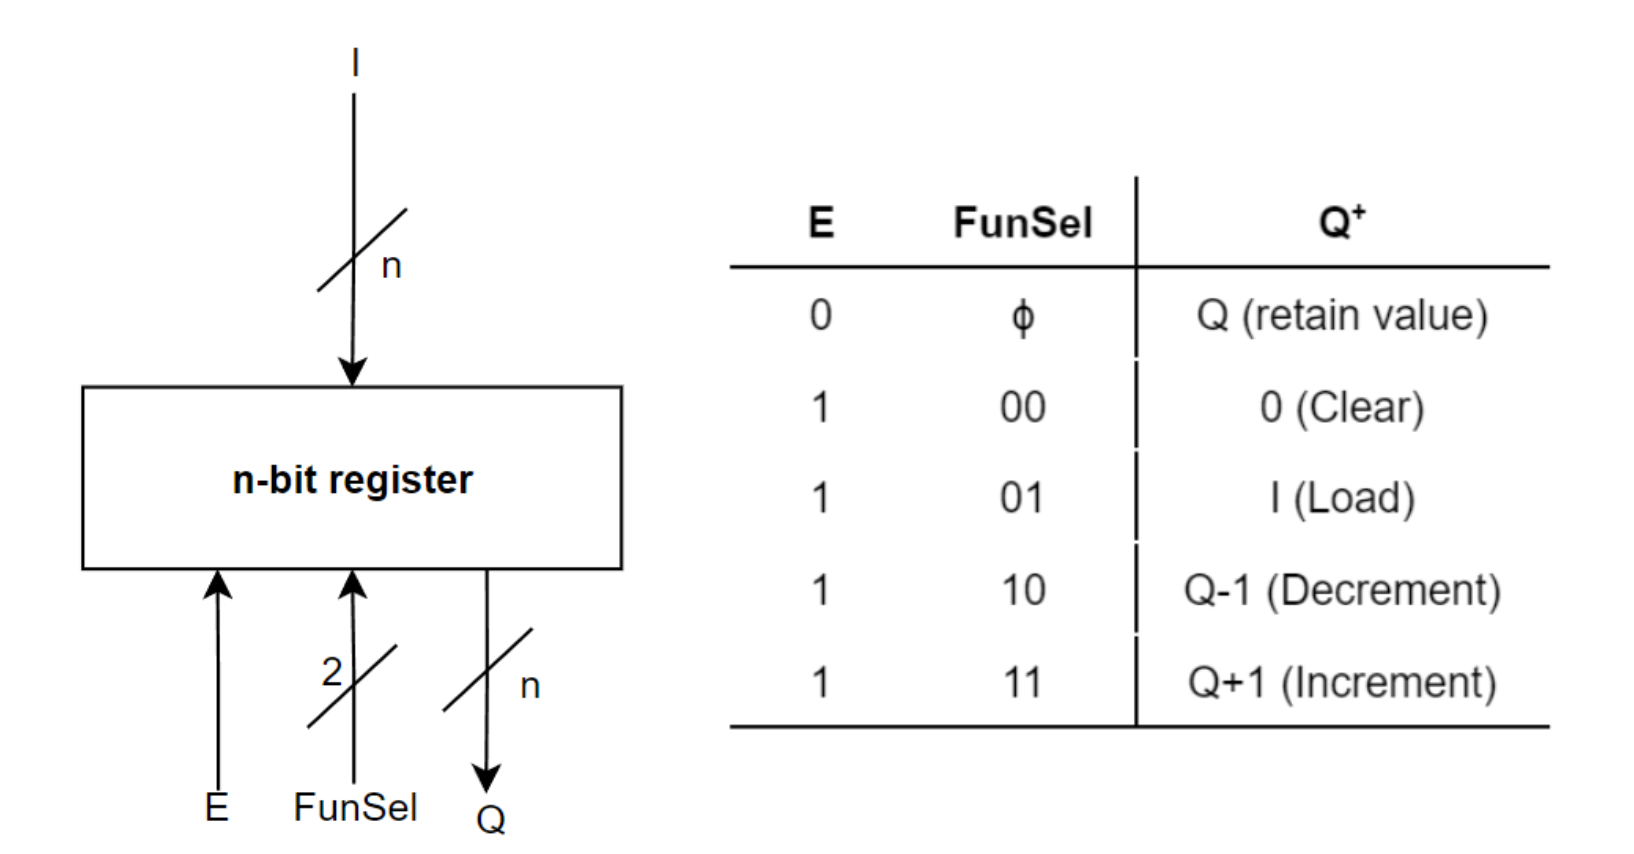 I
n
n-bit register
2
n
E
FunSel
Q
E FunSel Q⁺
0 ϕ Q (retain value)
1 00 0 (Clear)
1 01 I (Load)
1 10 Q-1 (Decrement)
1 11 Q+1 (Increment)